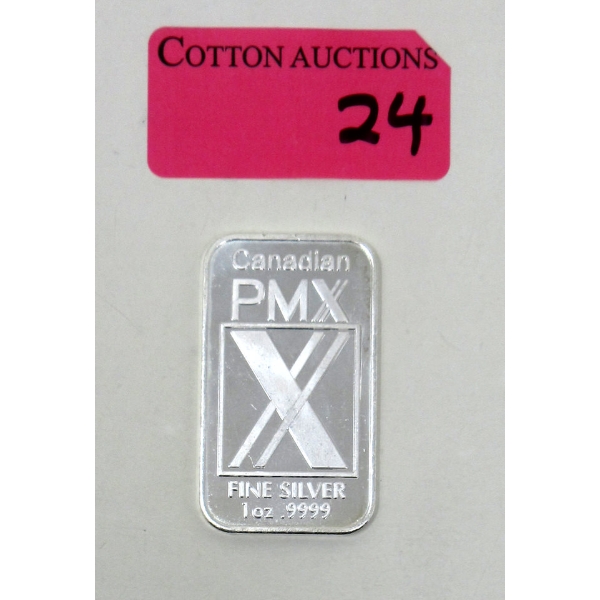 COTTON AUCTIONS
24
Canadian
PMX
X
FINE SILVER
1oz .9999